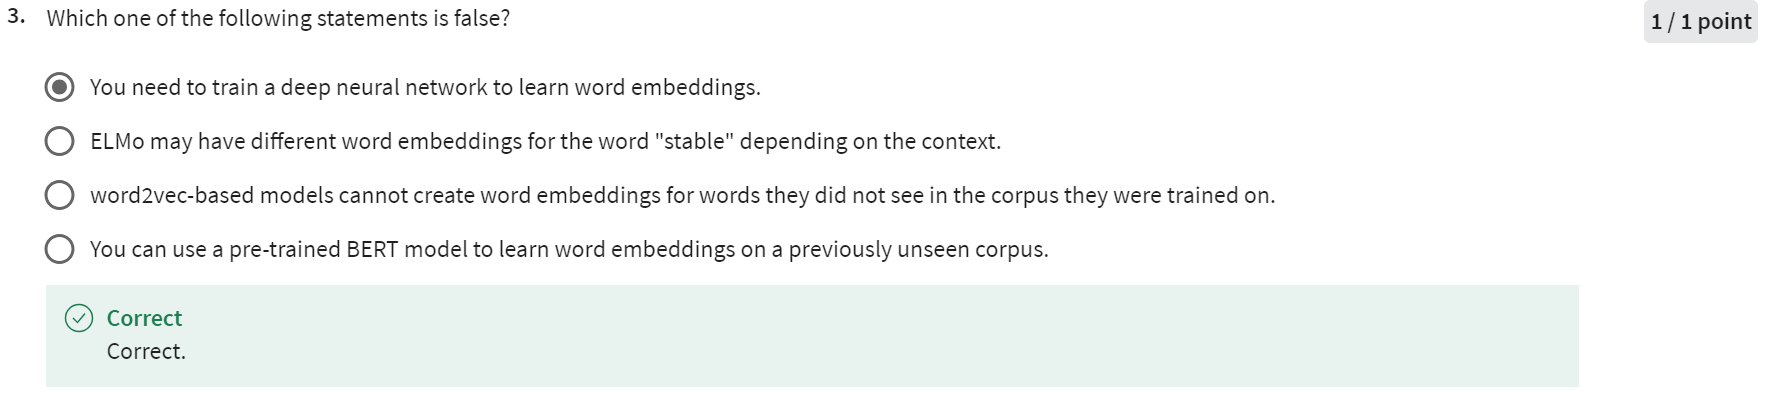 3. Which one of the following statements is false?
1 / 1 point
You need to train a deep neural network to learn word embeddings.
ELMo may have different word embeddings for the word "stable" depending on the context.
word2vec-based models cannot create word embeddings for words they did not see in the corpus they were trained on.
You can use a pre-trained BERT model to learn word embeddings on a previously unseen corpus.
Correct
Correct.